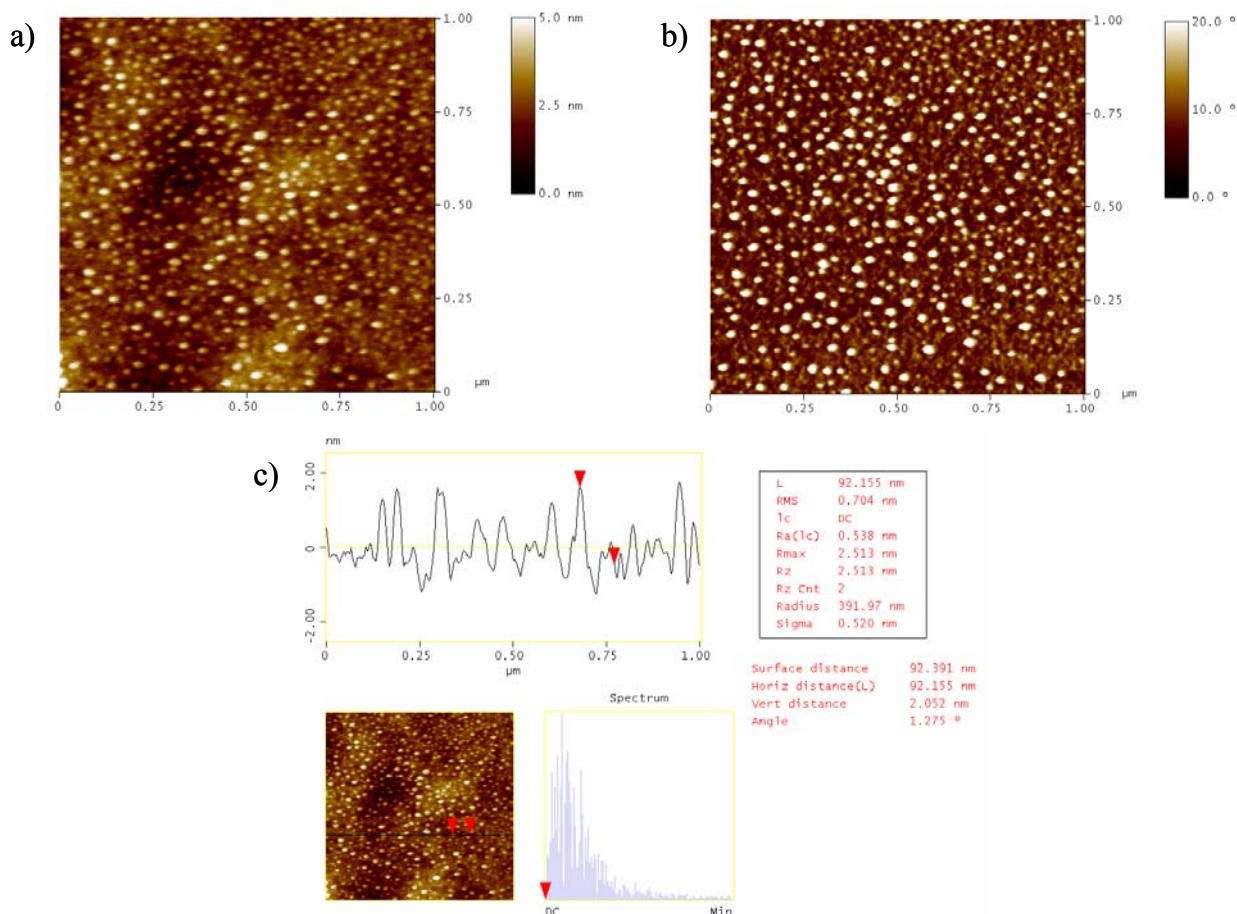 a)
1.00
0.75
0.50
0.25
0
µm
0 0.25 0.50 0.75 1.00
5.0 nm
2.5 nm
0.0 nm
b)
1.00
0.75
0.50
0.25
0
µm
0 0.25 0.50 0.75 1.00
20.0 °
10.0 °
0.0 °
c)
nm
2.00
0
-2.00
0 0.25 0.50 0.75 1.00
µm
L 92.155 nm
RMS 0.704 nm
lc DC
Ra(lc) 0.538 nm
Rmax 2.513 nm
Rz 2.513 nm
Rz Cnt 2
Radius 391.97 nm
Sigma 0.520 nm
Surface distance 92.391 nm
Horiz distance(L) 92.155 nm
Vert distance 2.052 nm
Angle 1.275 °
Spectrum
DC Min